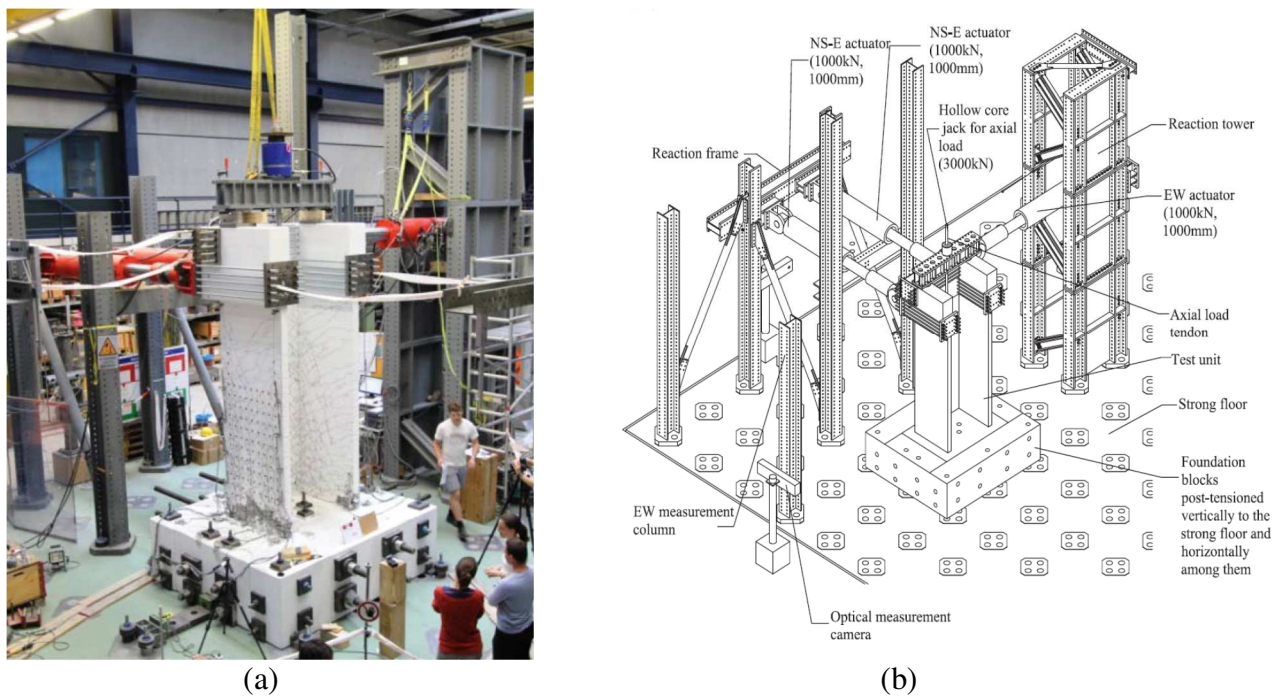 NS-E actuator
(1000kN,
1000mm)
NS-E actuator
(1000kN,
1000mm)
Hollow core
jack for axial
load
(3000kN)
Reaction frame
Reaction tower
EW actuator
(1000kN,
1000mm)
Axial load
tendon
Test unit
Strong floor
Foundation
blocks
post-tensioned
vertically to the
strong floor and
horizontally
among them
EW measurement
column
Optical measurement
camera
(a)
(b)